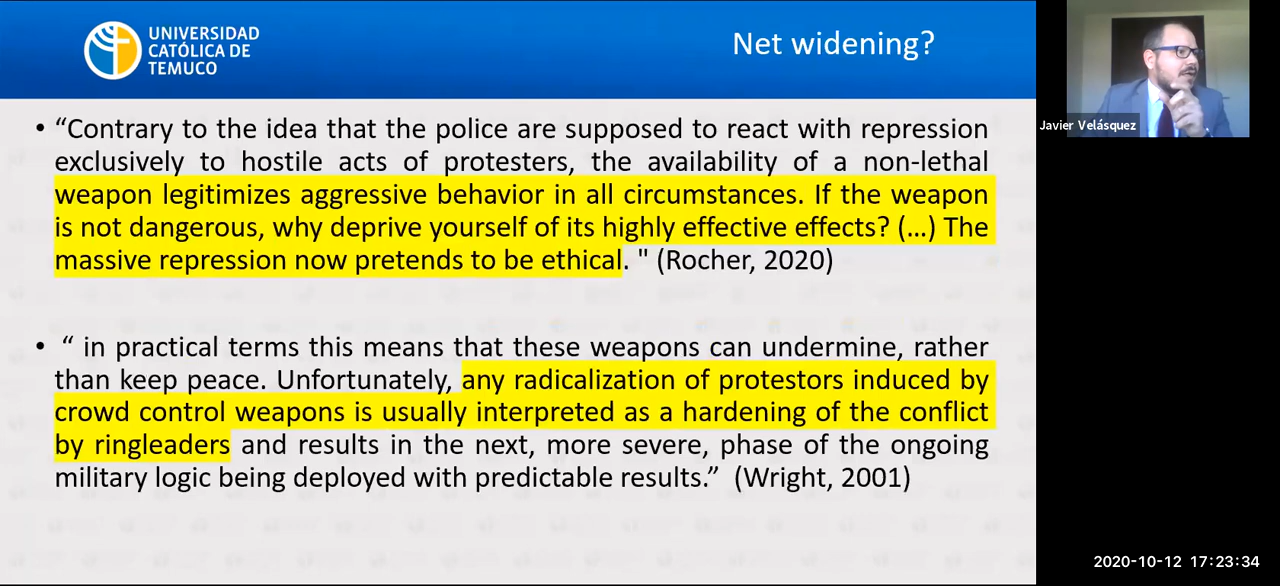 UNIVERSIDAD
CATÓLICA DE
TEMUCO
Net widening?
• “Contrary to the idea that the police are supposed to react with repression
exclusively to hostile acts of protesters, the availability of a non-lethal
weapon legitimizes aggressive behavior in all circumstances. If the weapon
is not dangerous, why deprive yourself of its highly effective effects? (…) The
massive repression now pretends to be ethical. " (Rocher, 2020)
• “ in practical terms this means that these weapons can undermine, rather
than keep peace. Unfortunately, any radicalization of protestors induced by
crowd control weapons is usually interpreted as a hardening of the conflict
by ringleaders and results in the next, more severe, phase of the ongoing
military logic being deployed with predictable results.” (Wright, 2001)
Javier Velásquez
2020-10-12 17:23:34